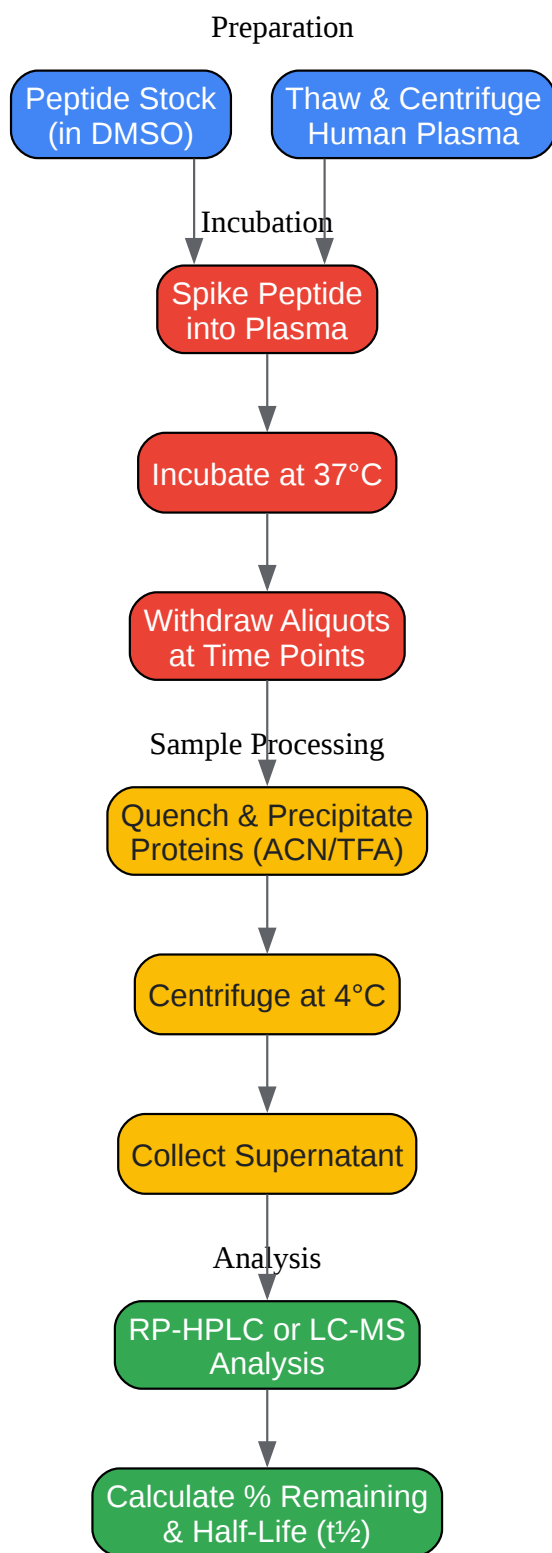 Preparation
Peptide Stock
(in DMSO)
Thaw & Centrifuge
Human Plasma
Incubation
Spike Peptide
into Plasma
Incubate at 37°C
Withdraw Aliquots
at Time Points
Sample Processing
Quench & Precipitate
Proteins (ACN/TFA)
Centrifuge at 4°C
Collect Supernatant
Analysis
RP-HPLC or LC-MS
Analysis
Calculate % Remaining
& Half-Life (t½)